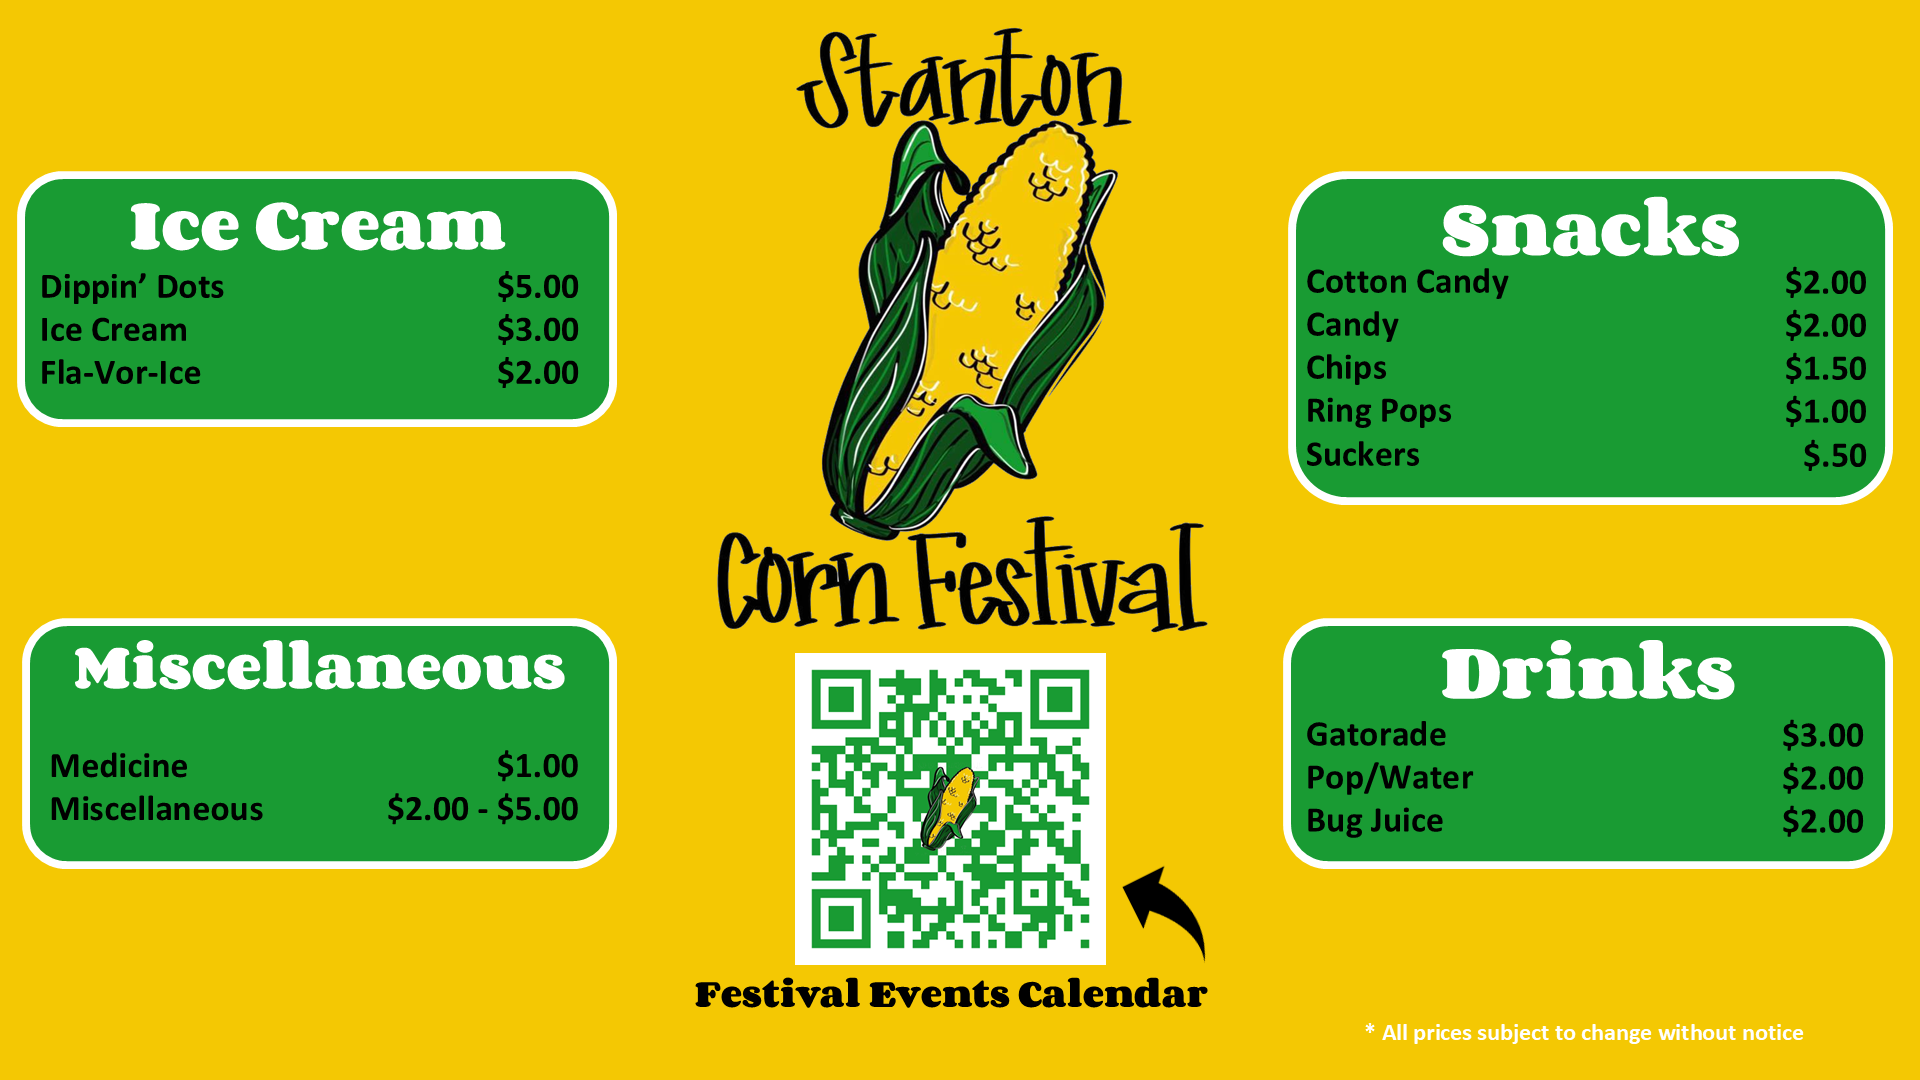 Stanton
Corn Festival
Ice Cream
Dippin’ Dots $5.00
Ice Cream $3.00
Fla-Vor-Ice $2.00
Snacks
Cotton Candy $2.00
Candy $2.00
Chips $1.50
Ring Pops $1.00
Suckers $.50
Miscellaneous
Medicine $1.00
Miscellaneous $2.00 - $5.00
Drinks
Gatorade $3.00
Pop/Water $2.00
Bug Juice $2.00
Festival Events Calendar
* All prices subject to change without notice